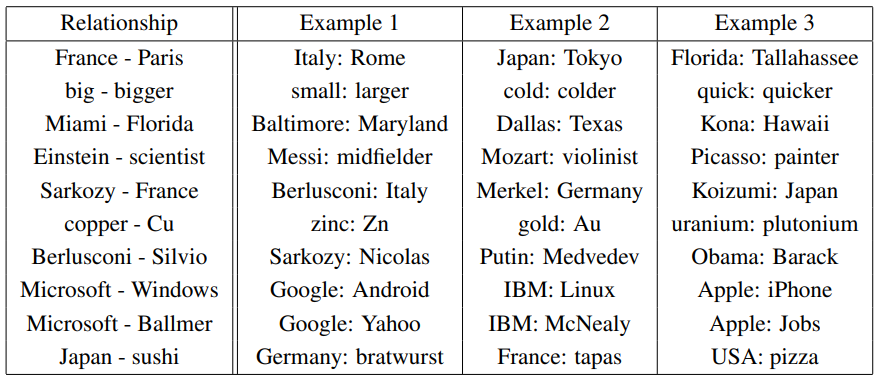 Relationship Example 1 Example 2 Example 3
France - Paris Italy: Rome Japan: Tokyo Florida: Tallahassee
big - bigger small: larger cold: colder quick: quicker
Miami - Florida Baltimore: Maryland Dallas: Texas Kona: Hawaii
Einstein - scientist Messi: midfielder Mozart: violinist Picasso: painter
Sarkozy - France Berlusconi: Italy Merkel: Germany Koizumi: Japan
copper - Cu zinc: Zn gold: Au uranium: plutonium
Berlusconi - Silvio Sarkozy: Nicolas Putin: Medvedev Obama: Barack
Microsoft - Windows Google: Android IBM: Linux Apple: iPhone
Microsoft - Ballmer Google: Yahoo IBM: McNealy Apple: Jobs
Japan - sushi Germany: bratwurst France: tapas USA: pizza